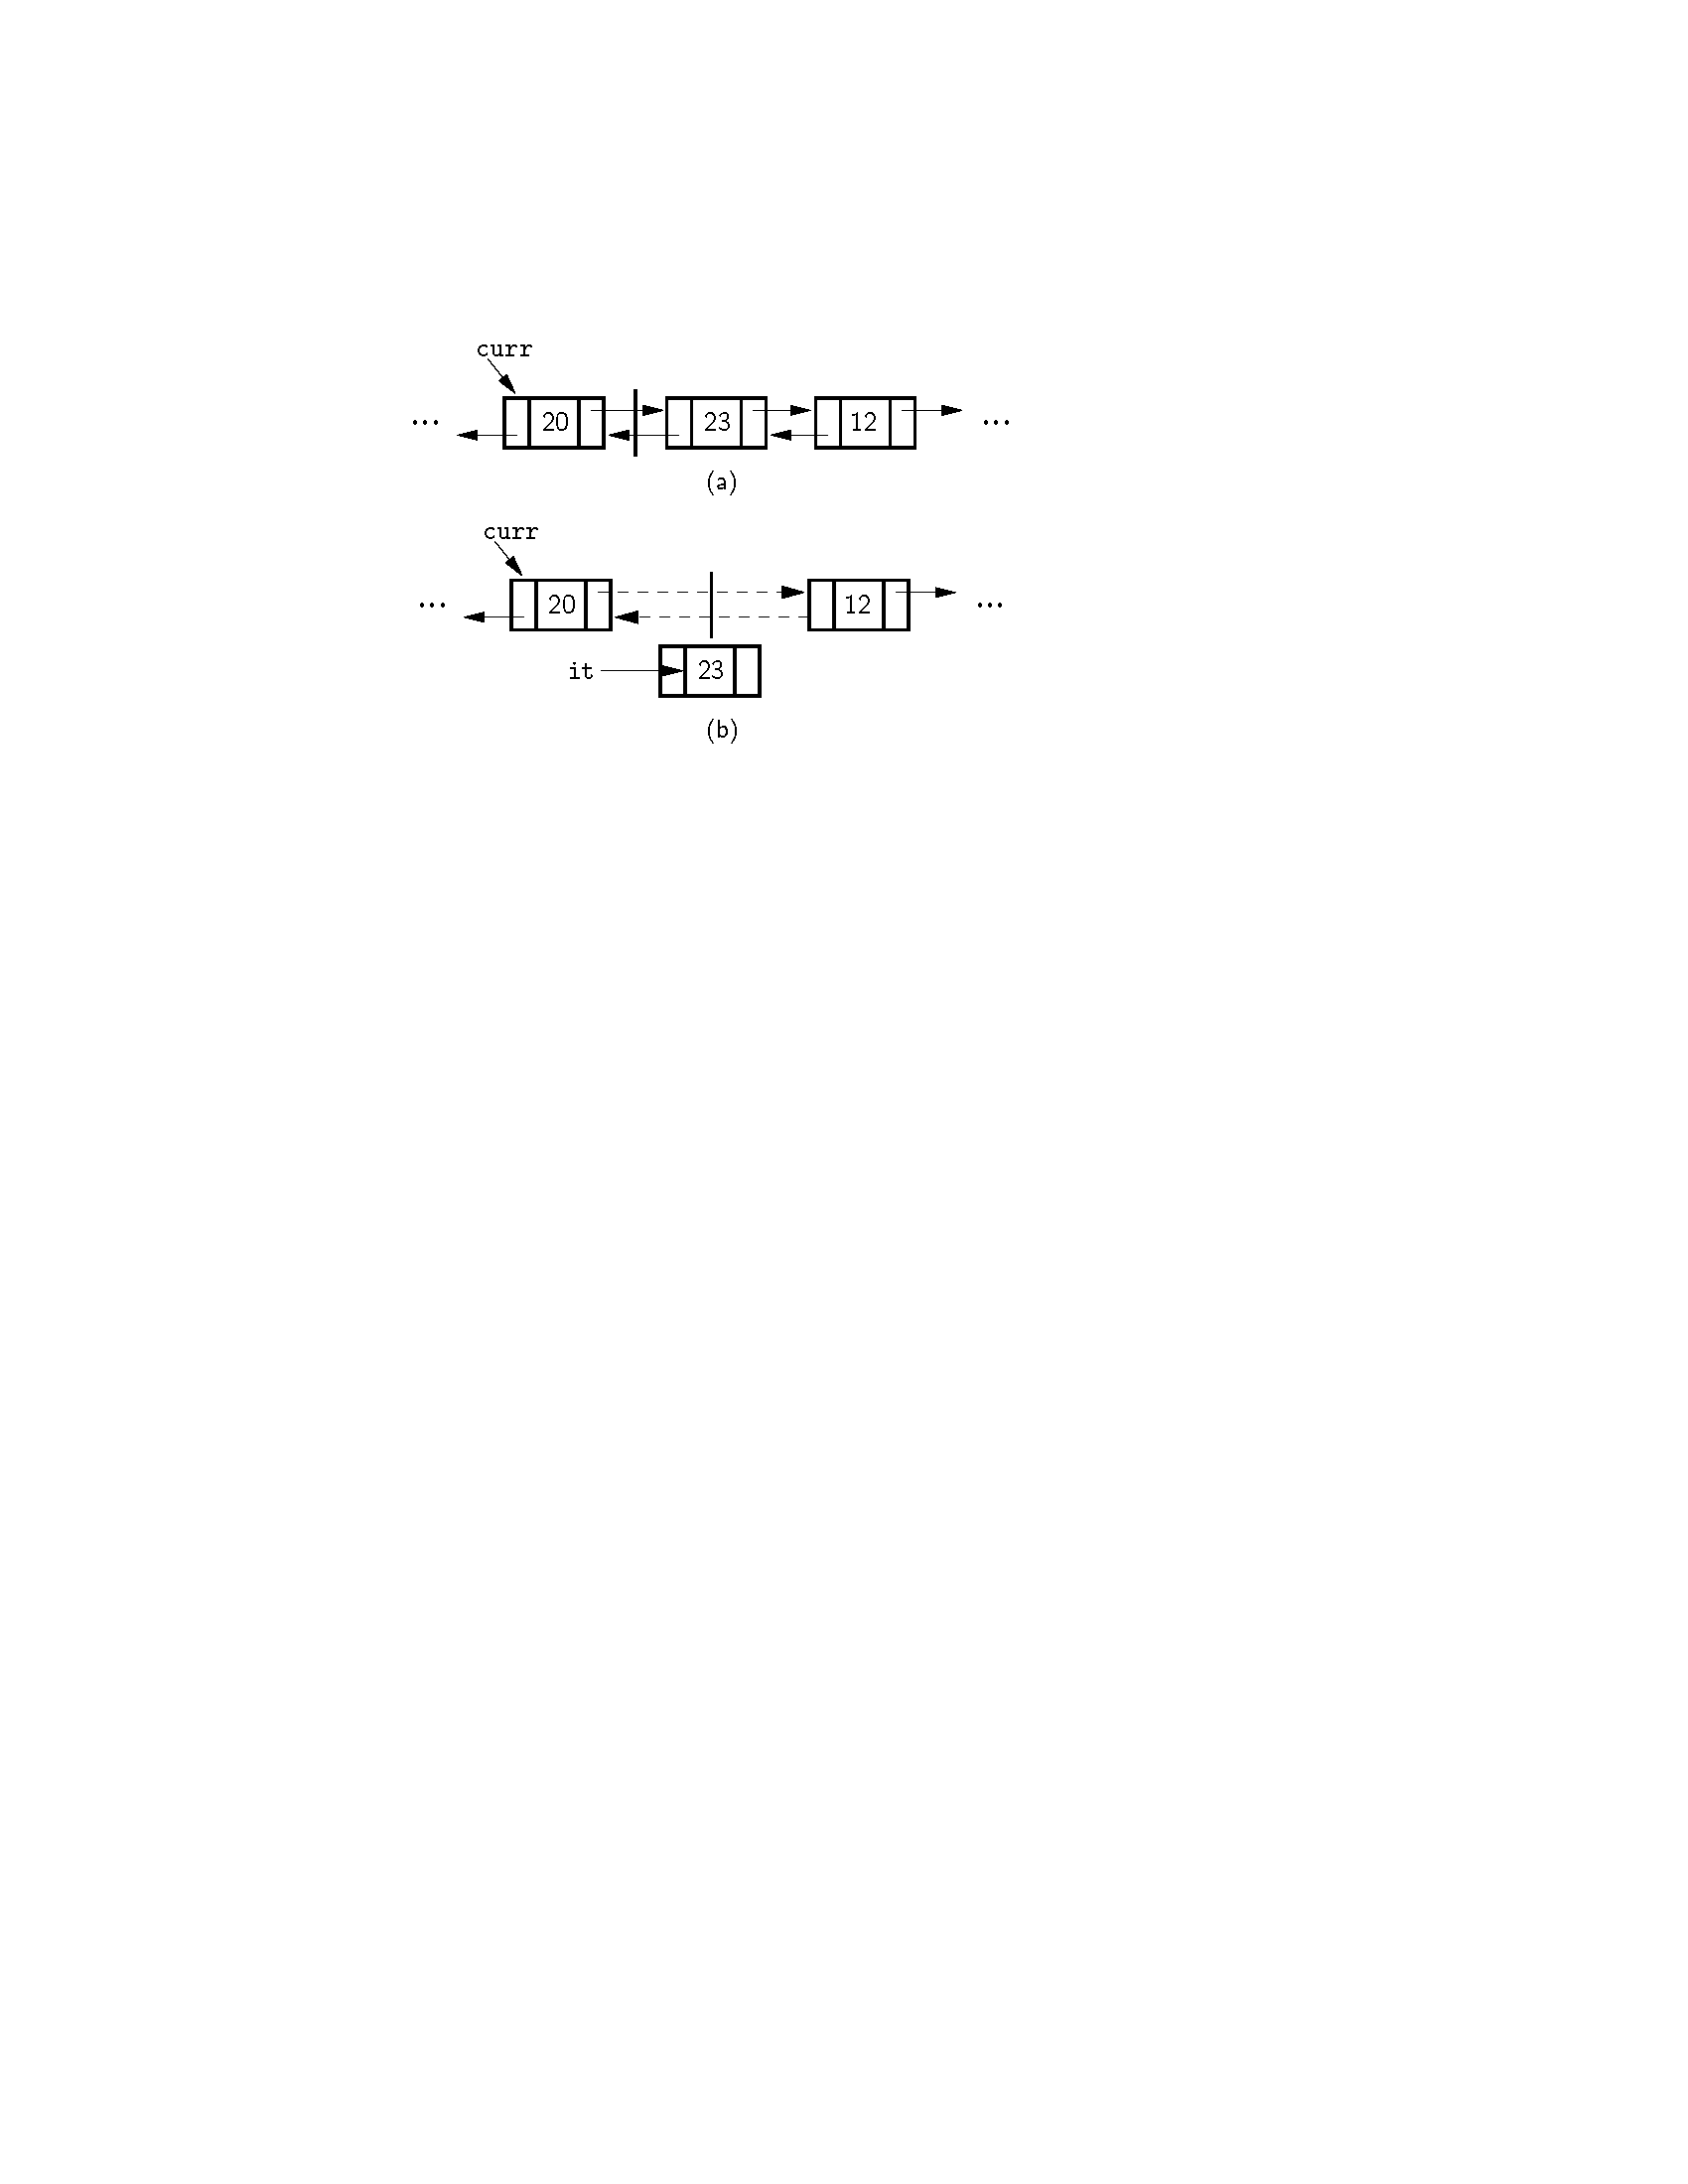 curr
... 20 23 12 ...
(a)
curr
... 20 12 ...
it 23
(b)